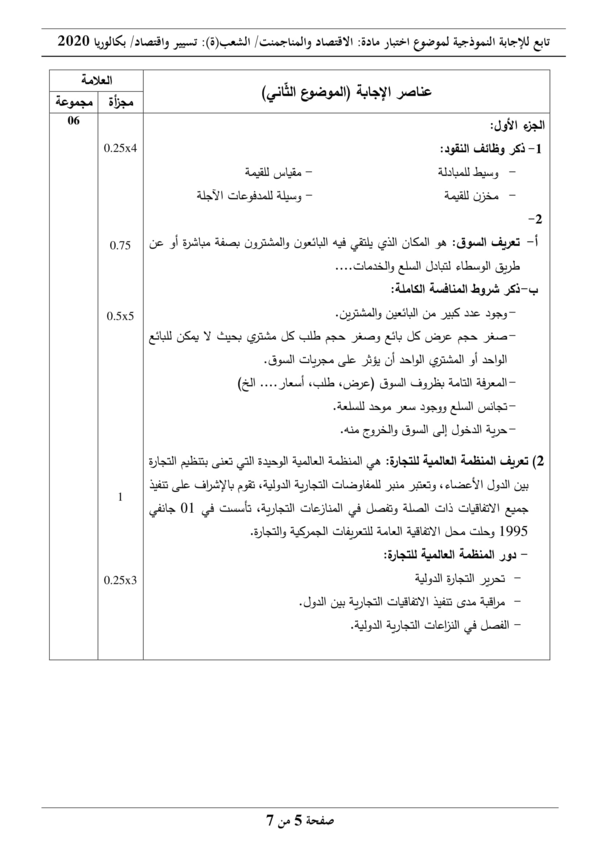 تابع للإجابة النموذجية لموضوع اختبار مادة: الاقتصاد والمناجمنت/ الشعب(ة): تسيير واقتصاد/ بكالوريا 2020
العلامة
عناصر الإجابة (الموضوع الثّاني)
مجموعة
مجزأة
06
الجزء الأول:
0.25x4
1- ذكر وظائف النقود:
– وسيط للمبادلة – مقياس للقيمة
– مخزن للقيمة – وسيلة للمدفوعات الآجلة
2-
0.75
أ- تعريف السوق: هو المكان الذي يلتقي فيه البائعون والمشترون بصفة مباشرة أو عن
طريق الوسطاء لتبادل السلع والخدمات....
ب-ذكر شروط المنافسة الكاملة:
0.5x5
-وجود عدد كبير من البائعين والمشترين.
-صغر حجم عرض كل بائع وصغر حجم طلب كل مشتري بحيث لا يمكن للبائع
الواحد أو المشتري الواحد أن يؤثر على مجريات السوق.
-المعرفة التامة بظروف السوق (عرض، طلب، أسعار.... الخ)
-تجانس السلع ووجود سعر موحد للسلعة.
-حرية الدخول إلى السوق والخروج منه.
2) تعريف المنظمة العالمية للتجارة: هي المنظمة العالمية الوحيدة التي تعنى بتنظيم التجارة
بين الدول الأعضاء، وتعتبر منبر للمفاوضات التجارية الدولية، تقوم بالإشراف على تنفيذ
1
جميع الاتفاقيات ذات الصلة وتفصل في المنازعات التجارية، تأسست في 01 جانفي
1995 وحلت محل الاتفاقية العامة للتعريفات الجمركية والتجارة.
- دور المنظمة العالمية للتجارة:
0.25x3
– تحرير التجارة الدولية
– مراقبة مدى تنفيذ الاتفاقيات التجارية بين الدول.
– الفصل في النزاعات التجارية الدولية.
صفحة 5 من 7